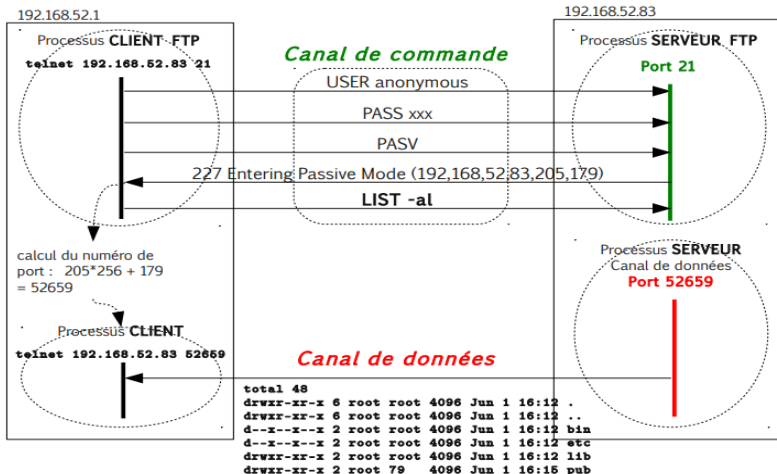 192.168.52.1
192.168.52.83
Processus CLIENT FTP
telnet 192.168.52.83 21
Canal de commande
Processus SERVEUR FTP
Port 21
USER anonymous
PASS xxx
PASV
227 Entering Passive Mode (192,168,52,83,205,179)
LIST -al
calcul du numéro de
port : 205*256 + 179
= 52659
Processus SERVEUR
Canal de données
Port 52659
Processus CLIENT
telnet 192.168.52.83 52659
Canal de données
total 48
drwxr-xr-x 6 root root 4096 Jun 1 16:12 .
drwxr-xr-x 6 root root 4096 Jun 1 16:12 ..
d--x--x--x 2 root root 4096 Jun 1 16:12 bin
d--x--x--x 2 root root 4096 Jun 1 16:12 etc
drwxr-xr-x 2 root root 4096 Jun 1 16:12 lib
drwxr-xr-x 2 root 79 4096 Jun 1 16:15 pub